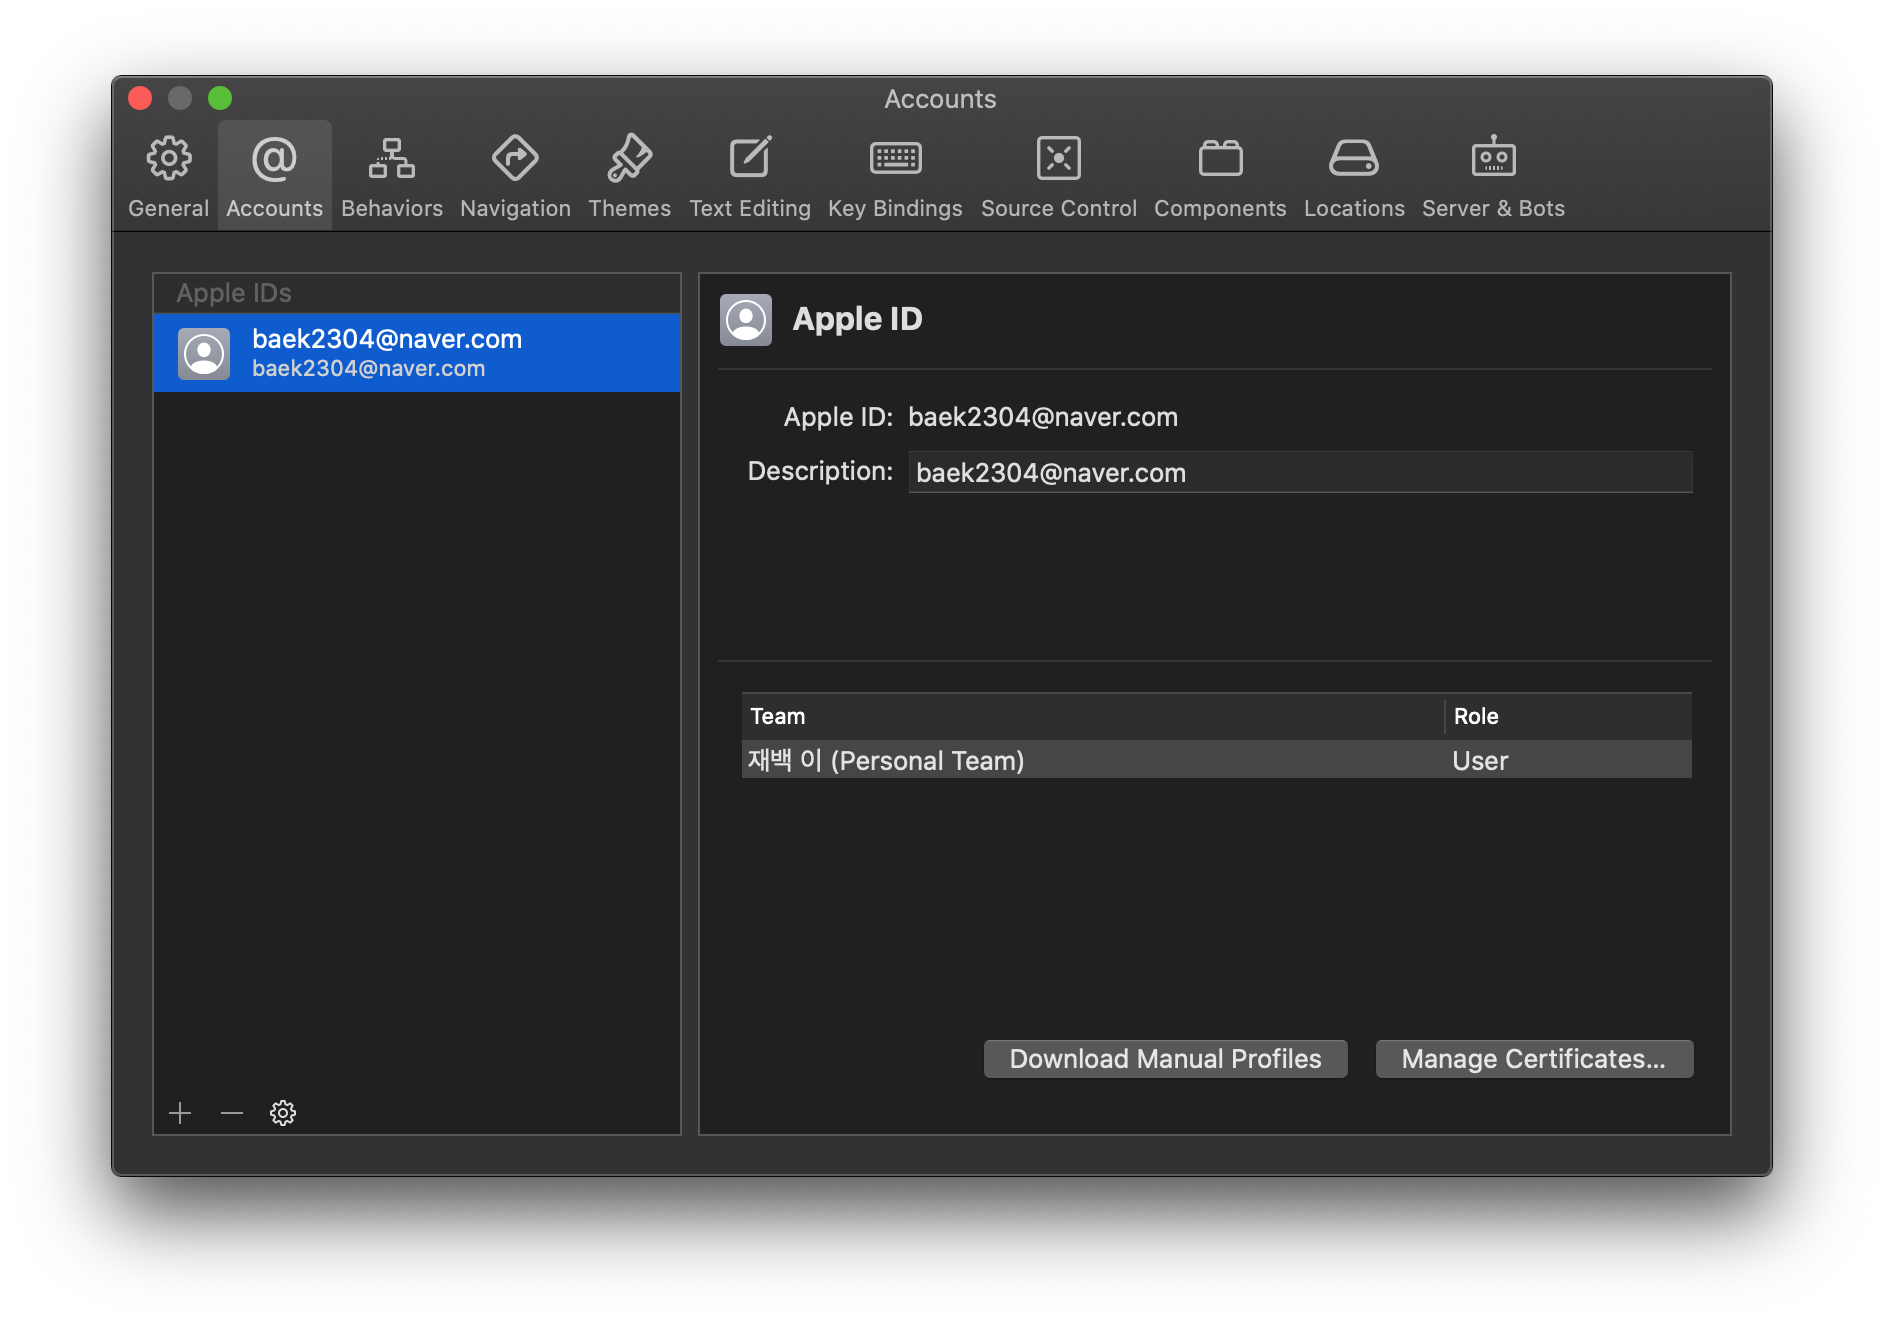 Accounts
General Accounts Behaviors Navigation Themes Text Editing Key Bindings Source Control Components Locations Server & Bots
Apple IDs
baek2304@naver.com
baek2304@naver.com
Apple ID
Apple ID: baek2304@naver.com
Description: baek2304@naver.com
Team Role
재백 이 (Personal Team) User
Download Manual Profiles Manage Certificates...